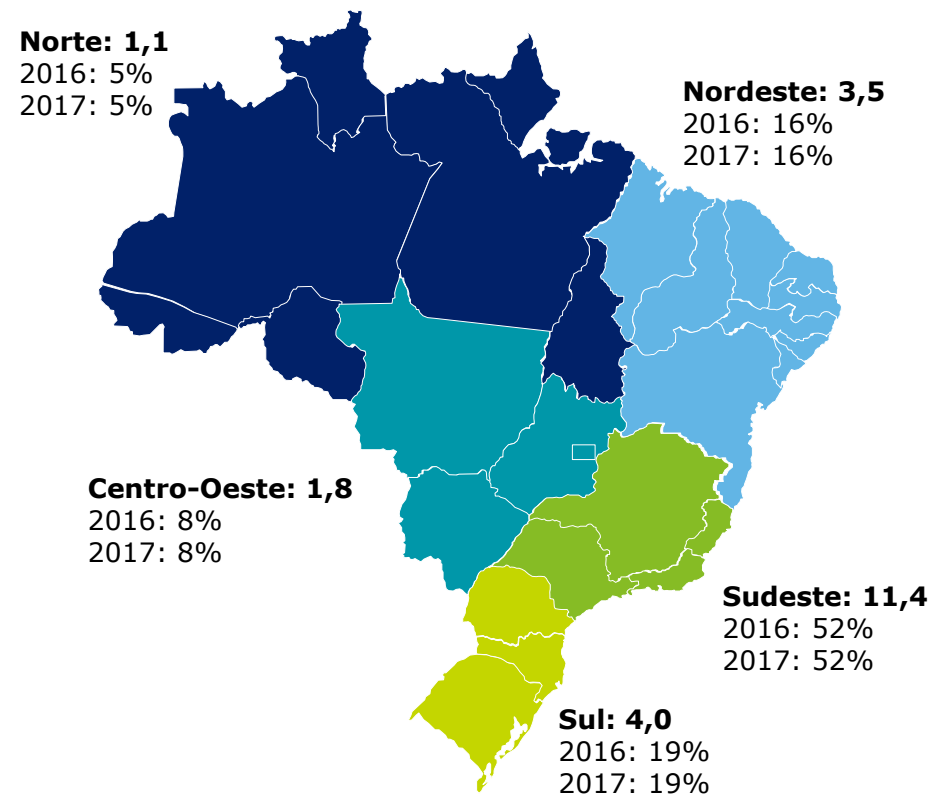 Norte: 1,1
2016: 5%
2017: 5%
Nordeste: 3,5
2016: 16%
2017: 16%
Centro-Oeste: 1,8
2016: 8%
2017: 8%
Sudeste: 11,4
2016: 52%
2017: 52%
Sul: 4,0
2016: 19%
2017: 19%